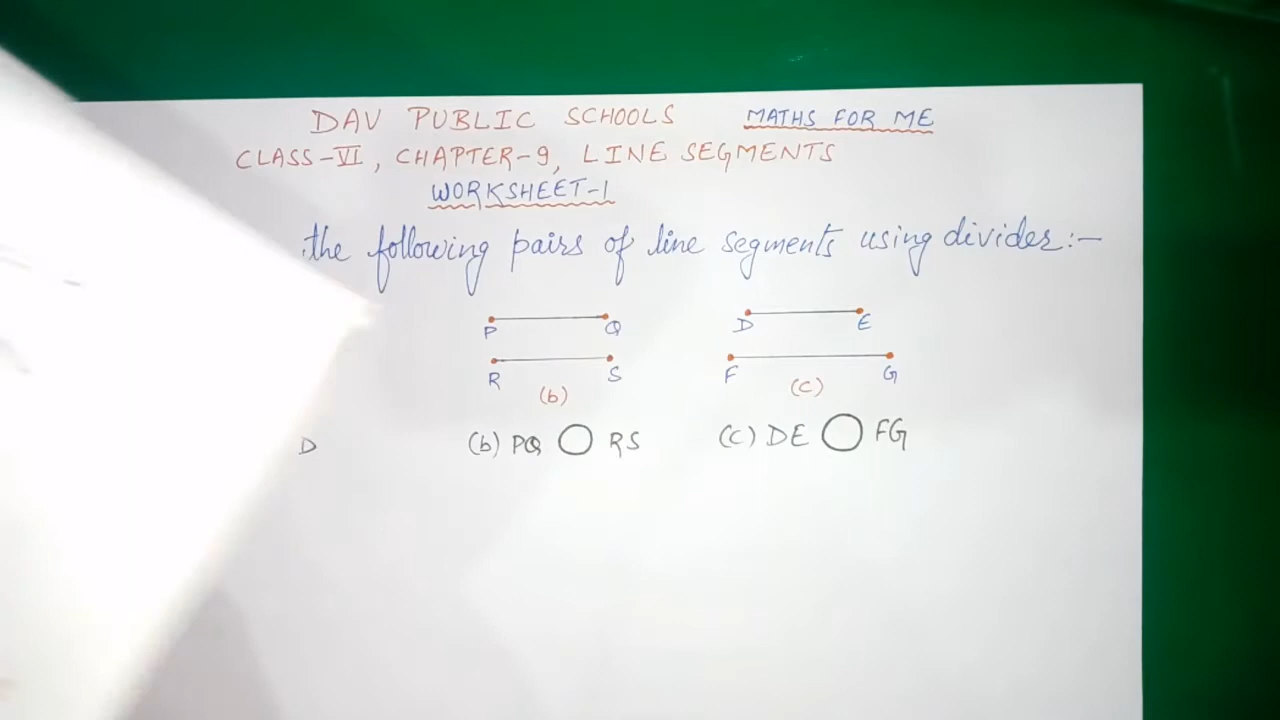 DAV PUBLIC SCHOOLS MATHS FOR ME
CLASS-VI, CHAPTER-9, LINE SEGMENTS
WORKSHEET-1
the following pairs of line segments using divider:-
P Q D E
R S F G
(b) (c)
D (b) PQ RS (c) DE FG